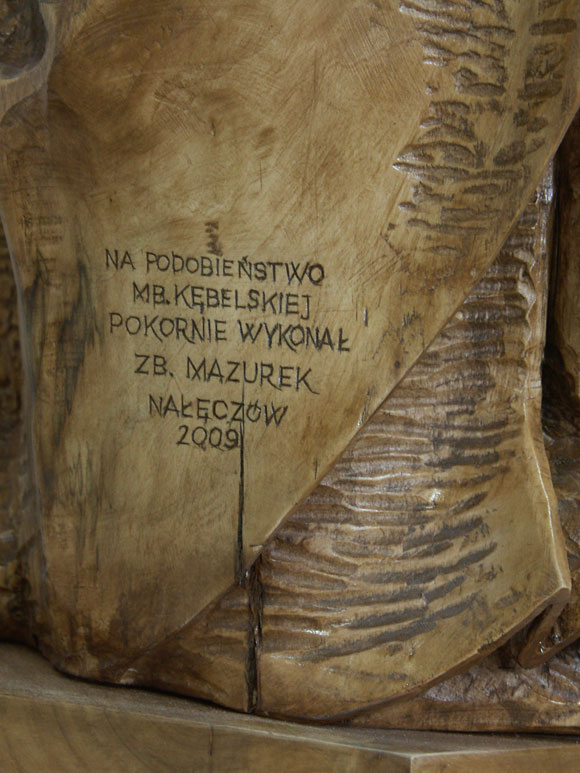 NA PODOBIEŃSTWO
MB. KĘBELSKIEJ
POKORNIE WYKONAŁ
ZB. MAZUREK
NAŁĘCZÓW
2009